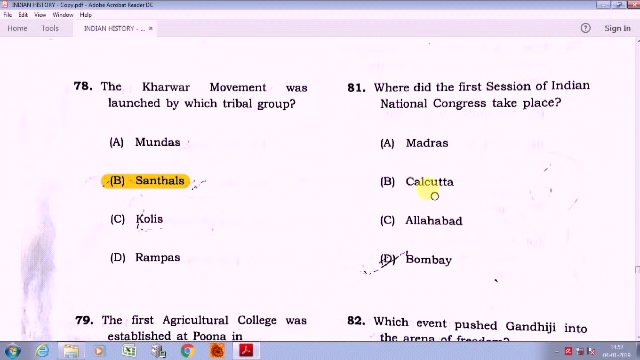 INDIAN HISTORY - Copy.pdf - Adobe Acrobat Reader DC
File Edit View Window Help
Home Tools INDIAN HISTORY - ... × Sign In
78. The Kharwar Movement was
launched by which tribal group?
(A) Mundas
(B) Santhals
(C) Kolis
(D) Rampas
79. The first Agricultural College was
established at Poona in
81. Where did the first Session of Indian
National Congress take place?
(A) Madras
(B) Calcutta
(C) Allahabad
(D) Bombay
82. Which event pushed Gandhiji into
the arena of freedom?